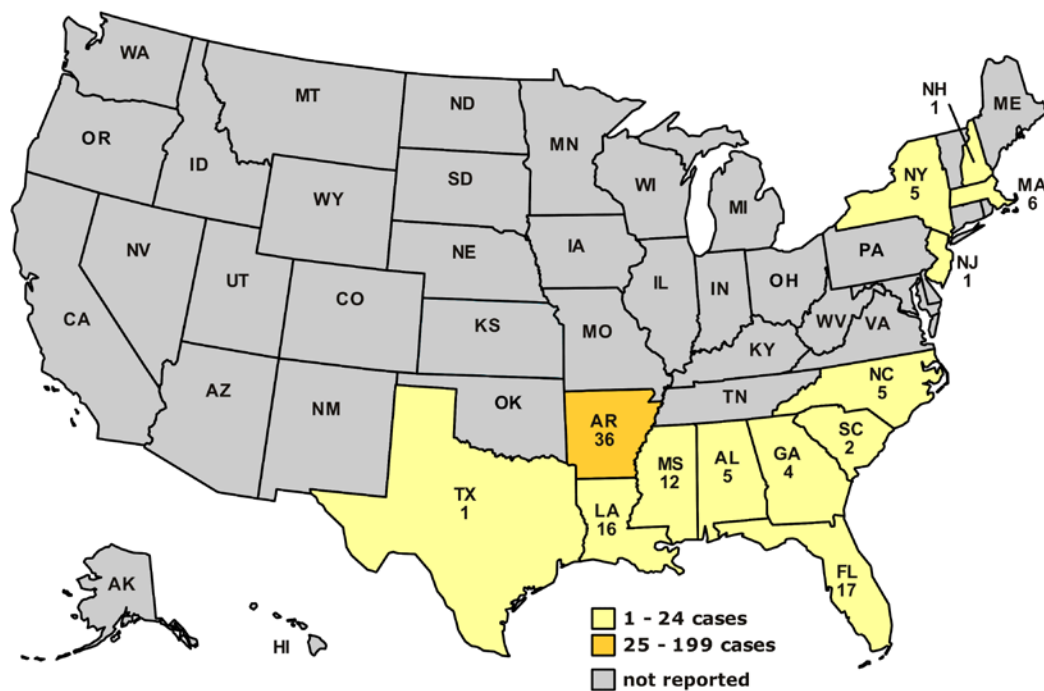 WA
MT
ND
MN
NH
1
ME
OR
ID
SD
WI
NY
5
MA
6
WY
MI
NV
NE
IA
PA
NJ
1
UT
CO
IL
IN
OH
CA
KS
MO
WV
VA
KY
AZ
NM
OK
TN
NC
5
AR
36
SC
2
MS
12
AL
5
GA
4
TX
1
LA
16
FL
17
AK
HI
1 - 24 cases
25 - 199 cases
not reported